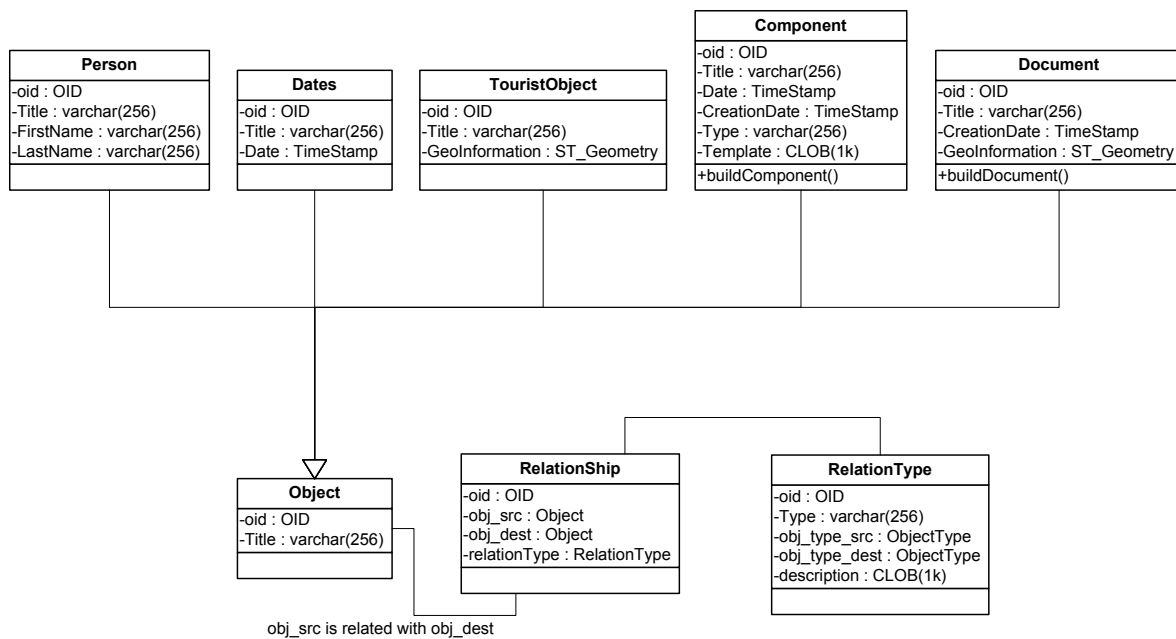 Person
-oid : OID
-Title : varchar(256)
-FirstName : varchar(256)
-LastName : varchar(256)
Dates
-oid : OID
-Title : varchar(256)
-Date : TimeStamp
TouristObject
-oid : OID
-Title : varchar(256)
-GeoInformation : ST_Geometry
Component
-oid : OID
-Title : varchar(256)
-Date : TimeStamp
-CreationDate : TimeStamp
-Type : varchar(256)
-Template : CLOB(1k)
+buildComponent()
Document
-oid : OID
-Title : varchar(256)
-CreationDate : TimeStamp
-GeoInformation : ST_Geometry
+buildDocument()
Object
-oid : OID
-Title : varchar(256)
RelationShip
-oid : OID
-obj_src : Object
-obj_dest : Object
-relationType : RelationType
RelationType
-oid : OID
-Type : varchar(256)
-obj_type_src : ObjectType
-obj_type_dest : ObjectType
-description : CLOB(1k)
obj_src is related with obj_dest